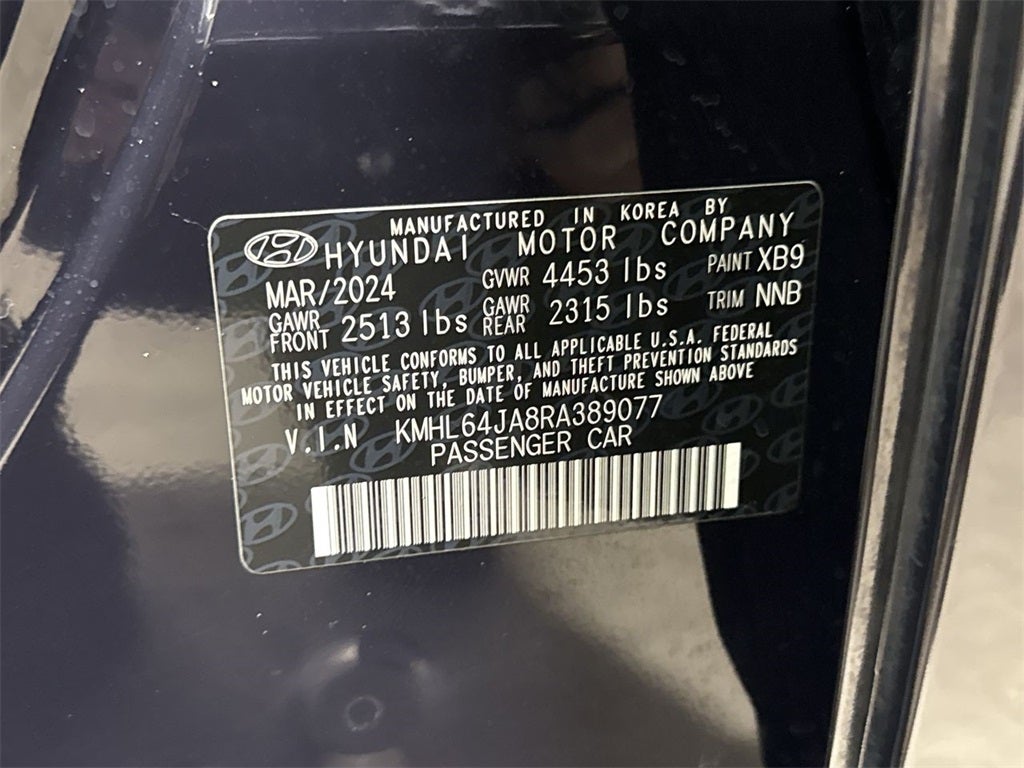 MANUFACTURED IN KOREA BY
HYUNDAI MOTOR COMPANY
MAR/2024 GVWR 4453 lbs PAINT XB9
GAWR FRONT 2513 lbs GAWR REAR 2315 lbs TRIM NNB
THIS VEHICLE CONFORMS TO ALL APPLICABLE U.S.A. FEDERAL
MOTOR VEHICLE SAFETY, BUMPER, AND THEFT PREVENTION STANDARDS
IN EFFECT ON THE DATE OF MANUFACTURE SHOWN ABOVE
V.I.N KMHL64JA8RA389077
PASSENGER CAR